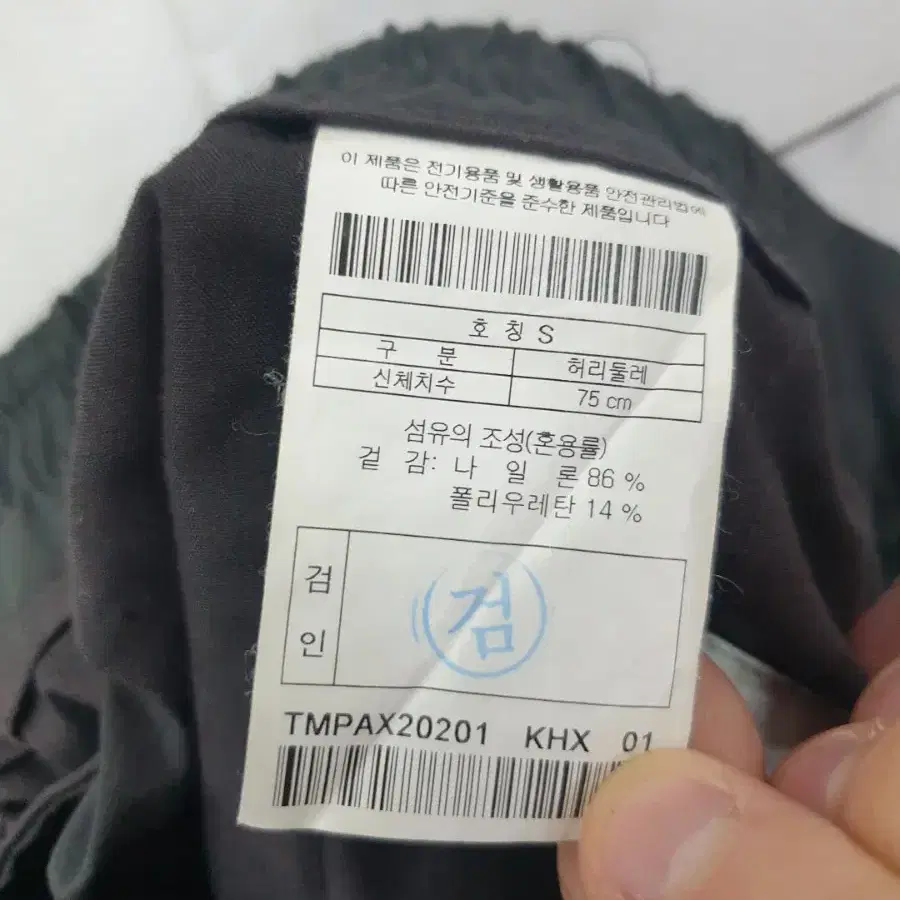 이 제품은 전기용품 및 생활용품 안전관리법에
따른 안전기준을 준수한 제품입니다
호 칭 S
구 분 허리둘레
신체치수 75 cm
섬유의 조성(혼용률)
겉 감: 나 일 론 86 %
폴리우레탄 14 %
검인
검
TMPAX20201 KHX 01